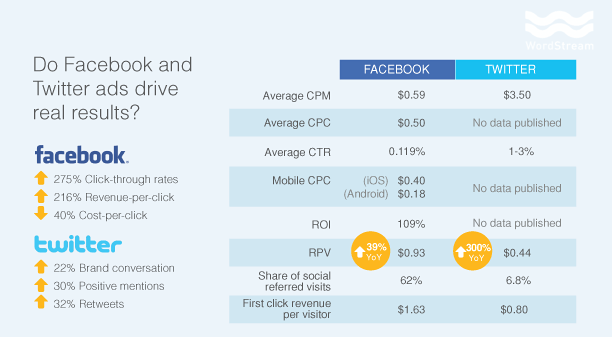 WordStream
Do Facebook and
Twitter ads drive
real results?
facebook
275% Click-through rates
216% Revenue-per-click
40% Cost-per-click
twitter
22% Brand conversation
30% Positive mentions
32% Retweets
FACEBOOK TWITTER
Average CPM $0.59 $3.50
Average CPC $0.50 No data published
Average CTR 0.119% 1-3%
Mobile CPC (iOS) $0.40 No data published
(Android) $0.18
ROI 109% No data published
RPV 39% YoY $0.93 300% YoY $0.44
Share of social
referred visits 62% 6.8%
First click revenue
per visitor $1.63 $0.80